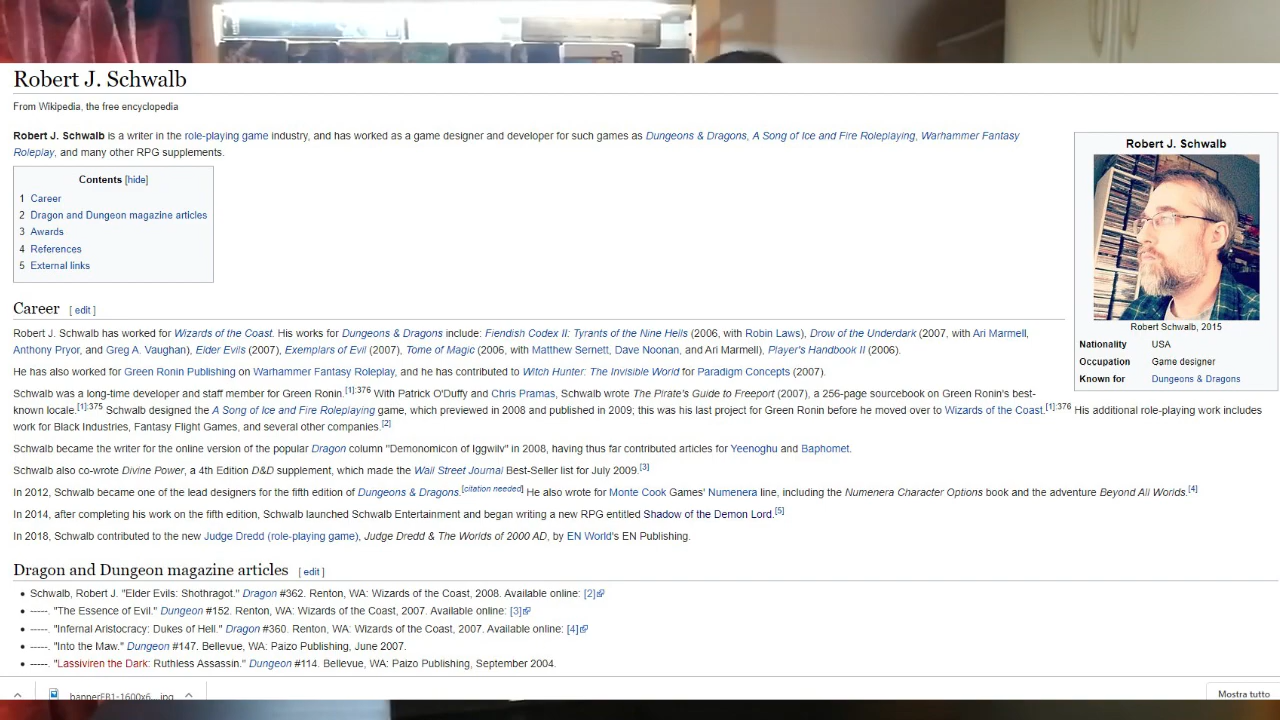 Robert J. Schwalb
From Wikipedia, the free encyclopedia
Robert J. Schwalb is a writer in the role-playing game industry, and has worked as a game designer and developer for such games as Dungeons & Dragons, A Song of Ice and Fire Roleplaying, Warhammer Fantasy
Roleplay, and many other RPG supplements.
Contents [hide]
1 Career
2 Dragon and Dungeon magazine articles
3 Awards
4 References
5 External links
Robert J. Schwalb
Robert Schwalb, 2015
Nationality USA
Occupation Game designer
Known for Dungeons & Dragons
Career [ edit ]
Robert J. Schwalb has worked for Wizards of the Coast. His works for Dungeons & Dragons include: Fiendish Codex II: Tyrants of the Nine Hells (2006, with Robin Laws), Drow of the Underdark (2007, with Ari Marmell,
Anthony Pryor, and Greg A. Vaughan), Elder Evils (2007), Exemplars of Evil (2007), Tome of Magic (2006, with Matthew Sernett, Dave Noonan, and Ari Marmell), Player's Handbook II (2006).
He has also worked for Green Ronin Publishing on Warhammer Fantasy Roleplay, and he has contributed to Witch Hunter: The Invisible World for Paradigm Concepts (2007).
Schwalb was a long-time developer and staff member for Green Ronin.[1]:376 With Patrick O'Duffy and Chris Pramas, Schwalb wrote The Pirate's Guide to Freeport (2007), a 256-page sourcebook on Green Ronin's best-
known locale.[1]:375 Schwalb designed the A Song of Ice and Fire Roleplaying game, which previewed in 2008 and published in 2009; this was his last project for Green Ronin before he moved over to Wizards of the Coast.[1]:376 His additional role-playing work includes
work for Black Industries, Fantasy Flight Games, and several other companies.[2]
Schwalb became the writer for the online version of the popular Dragon column "Demonomicon of Iggwilv" in 2008, having thus far contributed articles for Yeenoghu and Baphomet.
Schwalb also co-wrote Divine Power, a 4th Edition D&D supplement, which made the Wall Street Journal Best-Seller list for July 2009.[3]
In 2012, Schwalb became one of the lead designers for the fifth edition of Dungeons & Dragons.[citation needed] He also wrote for Monte Cook Games' Numenera line, including the Numenera Character Options book and the adventure Beyond All Worlds.[4]
In 2014, after completing his work on the fifth edition, Schwalb launched Schwalb Entertainment and began writing a new RPG entitled Shadow of the Demon Lord.[5]
In 2018, Schwalb contributed to the new Judge Dredd (role-playing game), Judge Dredd & The Worlds of 2000 AD, by EN World's EN Publishing.
Dragon and Dungeon magazine articles [ edit ]
• Schwalb, Robert J. "Elder Evils: Shothragot." Dragon #362. Renton, WA: Wizards of the Coast, 2008. Available online: [2]
• -----. "The Essence of Evil." Dungeon #152. Renton, WA: Wizards of the Coast, 2007. Available online: [3]
• -----. "Infernal Aristocracy: Dukes of Hell." Dragon #360. Renton, WA: Wizards of the Coast, 2007. Available online: [4]
• -----. "Into the Maw." Dungeon #147. Bellevue, WA: Paizo Publishing, June 2007.
• -----. "Lassiviren the Dark: Ruthless Assassin." Dungeon #114. Bellevue, WA: Paizo Publishing, September 2004.
bannerFB1-1600x6....jpg
Mostra tutto